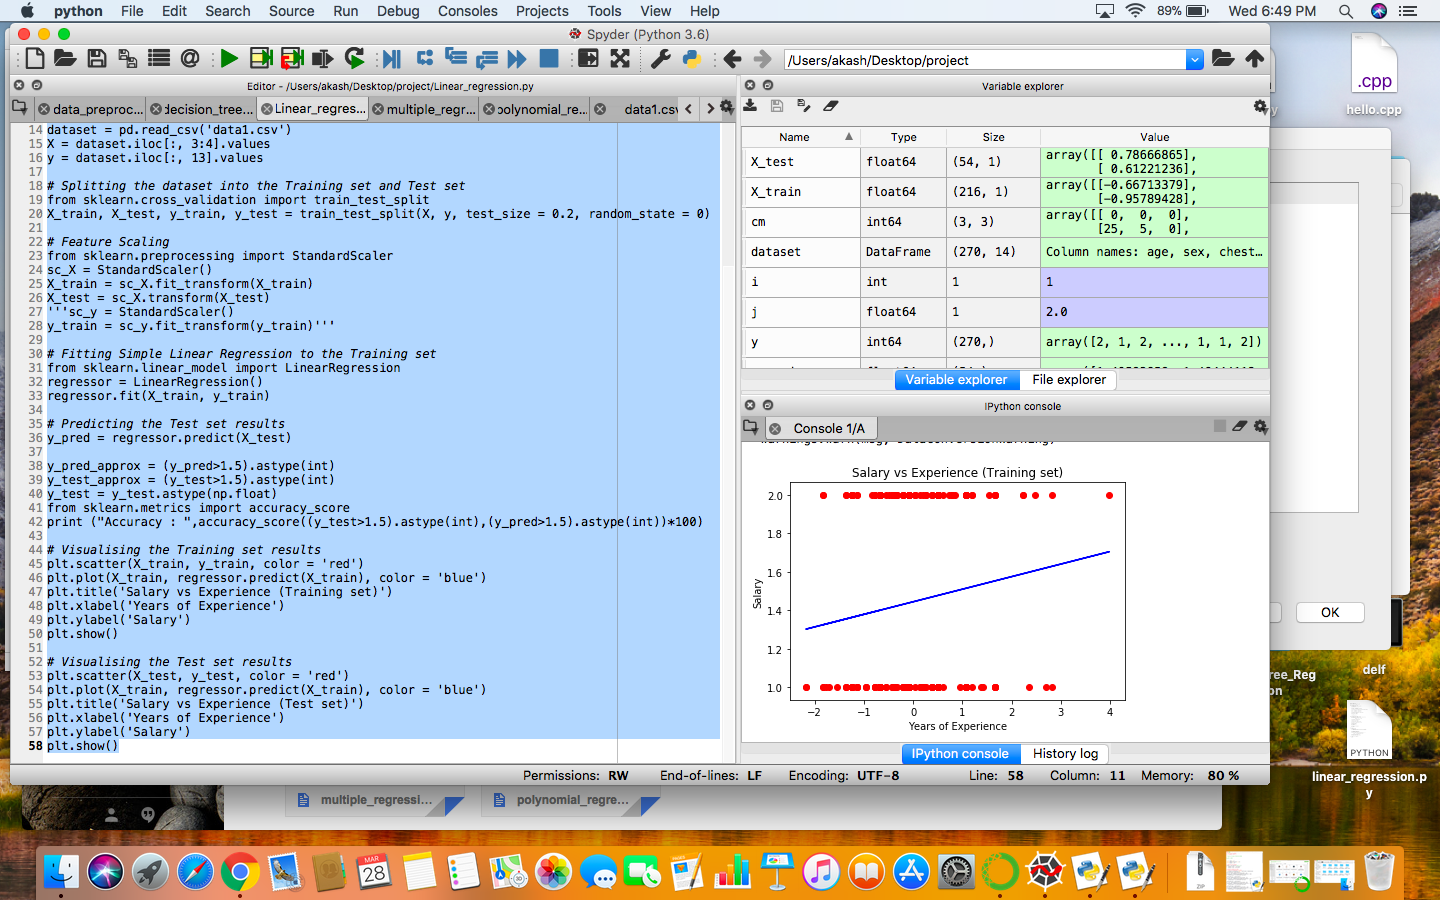 python File Edit Search Source Run Debug Consoles Projects Tools View Help 89% Wed 6:49 PM
Spyder (Python 3.6)
/Users/akash/Desktop/project
Editor - /Users/akash/Desktop/project/Linear_regression.py
data_preproc... decision_tree... Linear_regres... multiple_regr... polynomial_re... data1.csv
14 dataset = pd.read_csv('data1.csv')
15 X = dataset.iloc[:, 3:4].values
16 y = dataset.iloc[:, 13].values
17
18 # Splitting the dataset into the Training set and Test set
19 from sklearn.cross_validation import train_test_split
20 X_train, X_test, y_train, y_test = train_test_split(X, y, test_size = 0.2, random_state = 0)
21
22 # Feature Scaling
23 from sklearn.preprocessing import StandardScaler
24 sc_X = StandardScaler()
25 X_train = sc_X.fit_transform(X_train)
26 X_test = sc_X.transform(X_test)
27 '''sc_y = StandardScaler()
28 y_train = sc_y.fit_transform(y_train)'''
29
30 # Fitting Simple Linear Regression to the Training set
31 from sklearn.linear_model import LinearRegression
32 regressor = LinearRegression()
33 regressor.fit(X_train, y_train)
34
35 # Predicting the Test set results
36 y_pred = regressor.predict(X_test)
37
38 y_pred_approx = (y_pred>1.5).astype(int)
39 y_test_approx = (y_test>1.5).astype(int)
40 y_test = y_test.astype(np.float)
41 from sklearn.metrics import accuracy_score
42 print ("Accuracy : ",accuracy_score((y_test>1.5).astype(int),(y_pred>1.5).astype(int))*100)
43
44 # Visualising the Training set results
45 plt.scatter(X_train, y_train, color = 'red')
46 plt.plot(X_train, regressor.predict(X_train), color = 'blue')
47 plt.title('Salary vs Experience (Training set)')
48 plt.xlabel('Years of Experience')
49 plt.ylabel('Salary')
50 plt.show()
51
52 # Visualising the Test set results
53 plt.scatter(X_test, y_test, color = 'red')
54 plt.plot(X_train, regressor.predict(X_train), color = 'blue')
55 plt.title('Salary vs Experience (Test set)')
56 plt.xlabel('Years of Experience')
57 plt.ylabel('Salary')
58 plt.show()
Variable explorer
Name Type Size Value
X_test float64 (54, 1) array([[ 0.78666865],
[ 0.61221236],
X_train float64 (216, 1) array([[-0.66713379],
[-0.95789428],
cm int64 (3, 3) array([[ 0, 0, 0],
[25, 5, 0],
dataset DataFrame (270, 14) Column names: age, sex, chest...
i int 1 1
j float64 1 2.0
y int64 (270,) array([2, 1, 2, ..., 1, 1, 2])
Variable explorer File explorer
IPython console
Console 1/A
Salary vs Experience (Training set)
2.0
1.8
1.6
1.4
1.2
1.0
Salary
−2 −1 0 1 2 3 4
Years of Experience
IPython console History log
Permissions: RW End-of-lines: LF Encoding: UTF-8 Line: 58 Column: 11 Memory: 80 %
.cpp
hello.cpp
OK
delf
ree_Reg
on
PYTHON
linear_regression.p
y
multiple_regressi... polynomial_regre...
MAR
28
ZIP